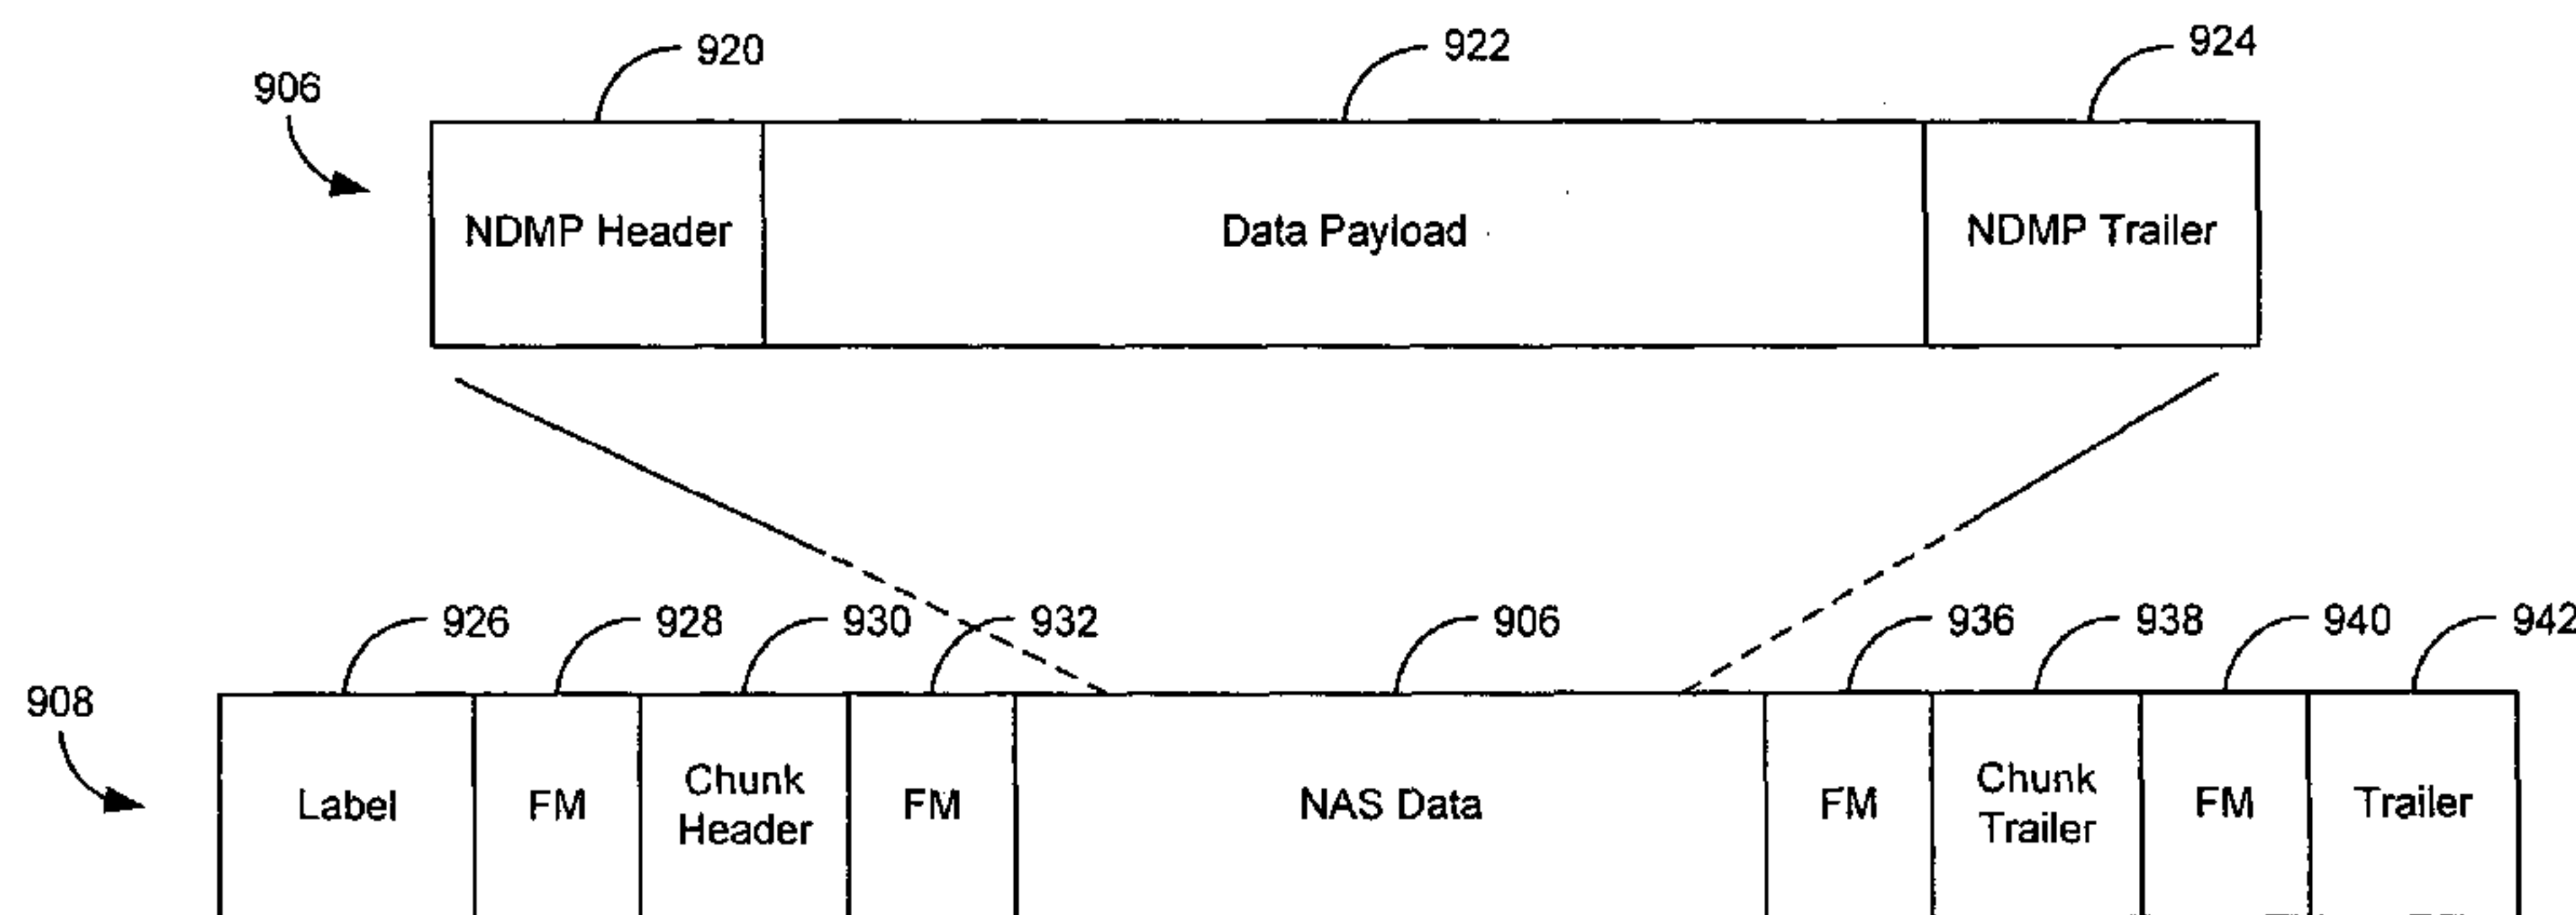 920
922
924
906
NDMP Header
Data Payload
NDMP Trailer
926
928
930
932
906
936
938
940
942
908
Label
FM
Chunk
Header
FM
NAS Data
FM
Chunk
Trailer
FM
Trailer